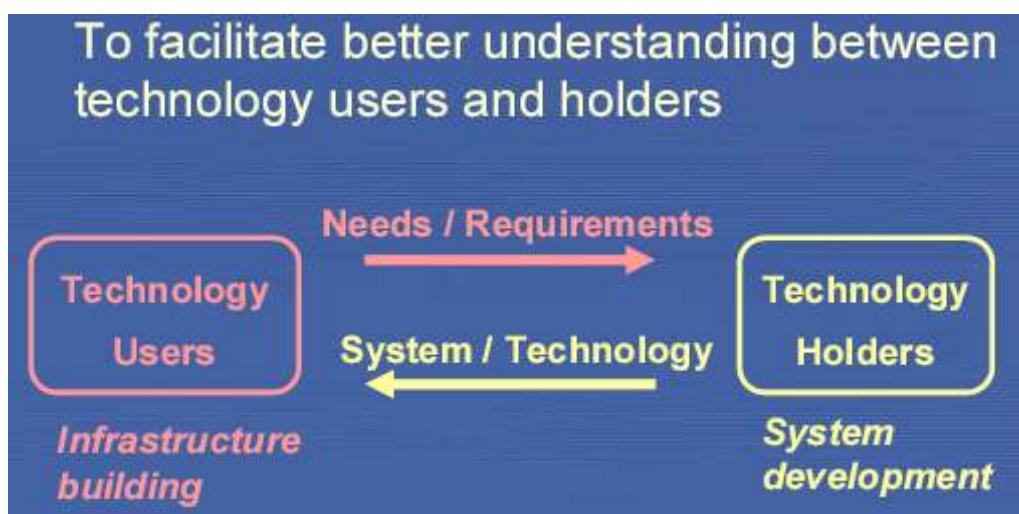 To facilitate better understanding between
technology users and holders
Needs / Requirements
Technology
Users
System / Technology
Technology
Holders
Infrastructure
building
System
development